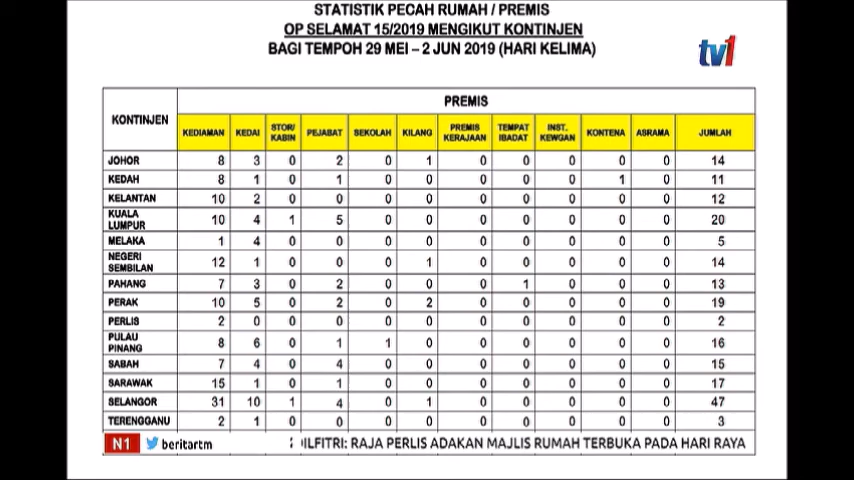 STATISTIK PECAH RUMAH / PREMIS
OP SELAMAT 15/2019 MENGIKUT KONTINJEN
BAGI TEMPOH 29 MEI – 2 JUN 2019 (HARI KELIMA)
tv1
KONTINJEN PREMIS
KEDIAMAN KEDAI STOR/ KABIN PEJABAT SEKOLAH KILANG PREMIS KERAJAAN TEMPAT IBADAT INST. KEWGAN KONTENA ASRAMA JUMLAH
JOHOR 8 3 0 2 0 1 0 0 0 0 0 14
KEDAH 8 1 0 1 0 0 0 0 0 1 0 11
KELANTAN 10 2 0 0 0 0 0 0 0 0 0 12
KUALA LUMPUR 10 4 1 5 0 0 0 0 0 0 0 20
MELAKA 1 4 0 0 0 0 0 0 0 0 0 5
NEGERI SEMBILAN 12 1 0 0 0 1 0 0 0 0 0 14
PAHANG 7 3 0 2 0 0 0 1 0 0 0 13
PERAK 10 5 0 2 0 2 0 0 0 0 0 19
PERLIS 2 0 0 0 0 0 0 0 0 0 0 2
PULAU PINANG 8 6 0 1 1 0 0 0 0 0 0 16
SABAH 7 4 0 4 0 0 0 0 0 0 0 15
SARAWAK 15 1 0 1 0 0 0 0 0 0 0 17
SELANGOR 31 10 1 4 0 1 0 0 0 0 0 47
TERENGGANU 2 1 0 0 0 0 0 0 0 0 0 3
N1 beritartm DILFITRI: RAJA PERLIS ADAKAN MAJLIS RUMAH TERBUKA PADA HARI RAYA